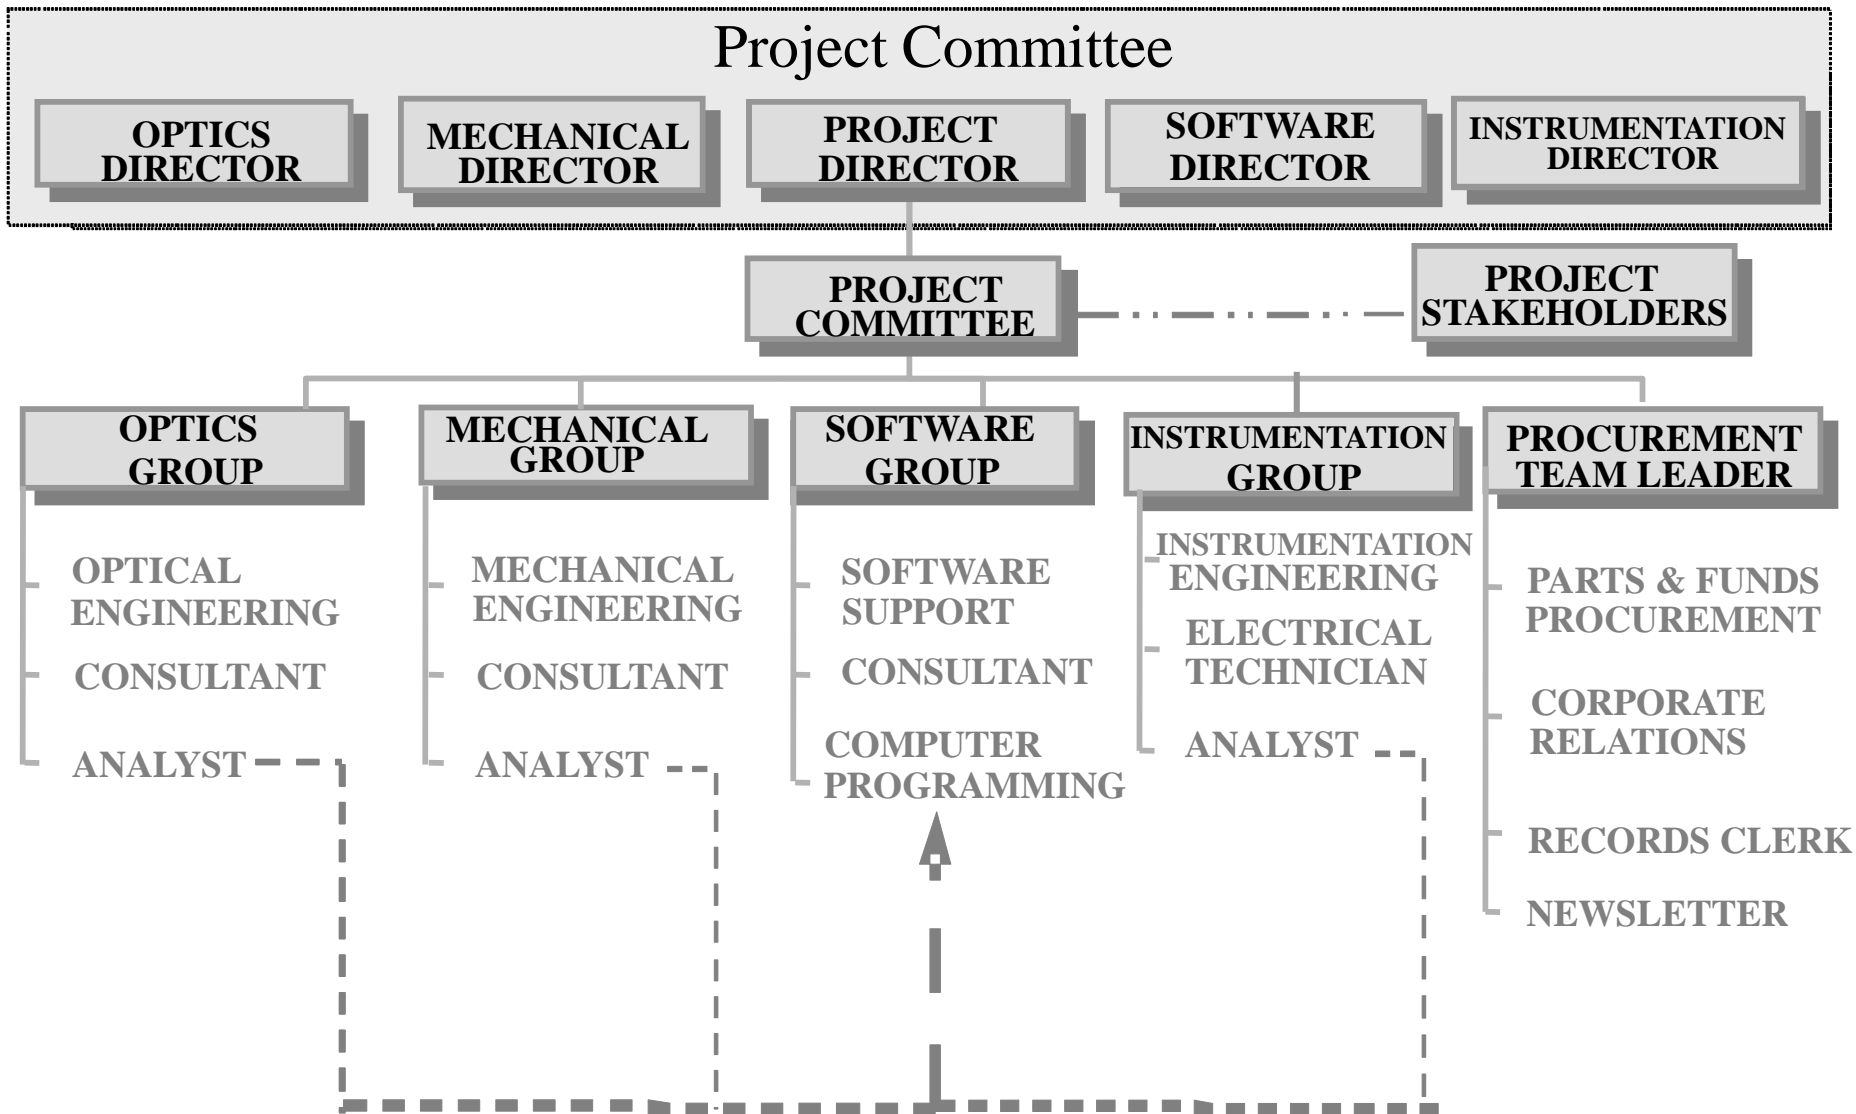 Project Committee
OPTICS
DIRECTOR
MECHANICAL
DIRECTOR
PROJECT
DIRECTOR
SOFTWARE
DIRECTOR
INSTRUMENTATION
DIRECTOR
PROJECT
COMMITTEE
PROJECT
STAKEHOLDERS
OPTICS
GROUP
MECHANICAL
GROUP
SOFTWARE
GROUP
INSTRUMENTATION
GROUP
PROCUREMENT
TEAM LEADER
OPTICAL
ENGINEERING
CONSULTANT
ANALYST
MECHANICAL
ENGINEERING
CONSULTANT
ANALYST
SOFTWARE
SUPPORT
CONSULTANT
COMPUTER
PROGRAMMING
INSTRUMENTATION
ENGINEERING
ELECTRICAL
TECHNICIAN
ANALYST
PARTS & FUNDS
PROCUREMENT
CORPORATE
RELATIONS
RECORDS CLERK
NEWSLETTER